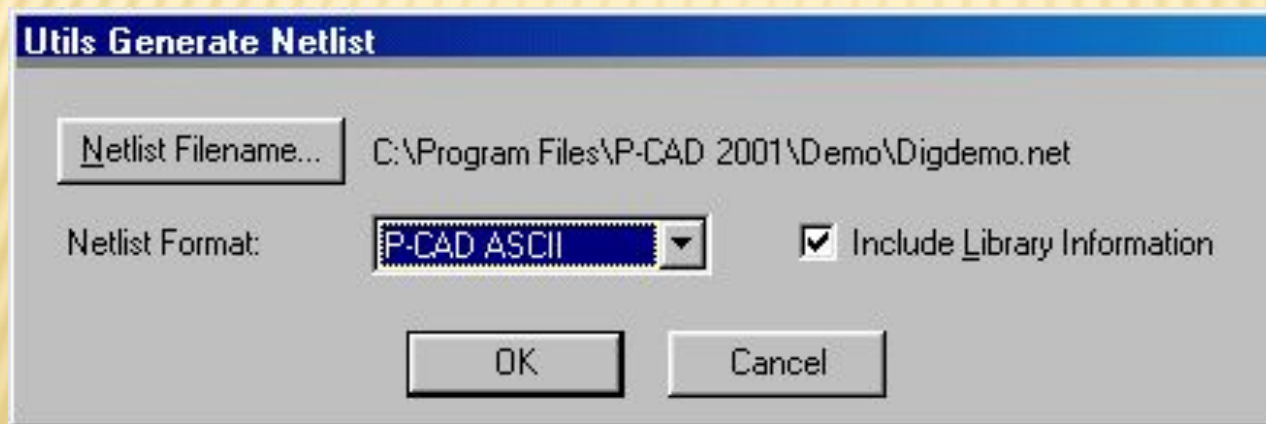 Utils Generate Netlist
Netlist Filename... C:\Program Files\P-CAD 2001\Demo\Digdemo.net
Netlist Format: P-CAD ASCII Include Library Information
OK Cancel